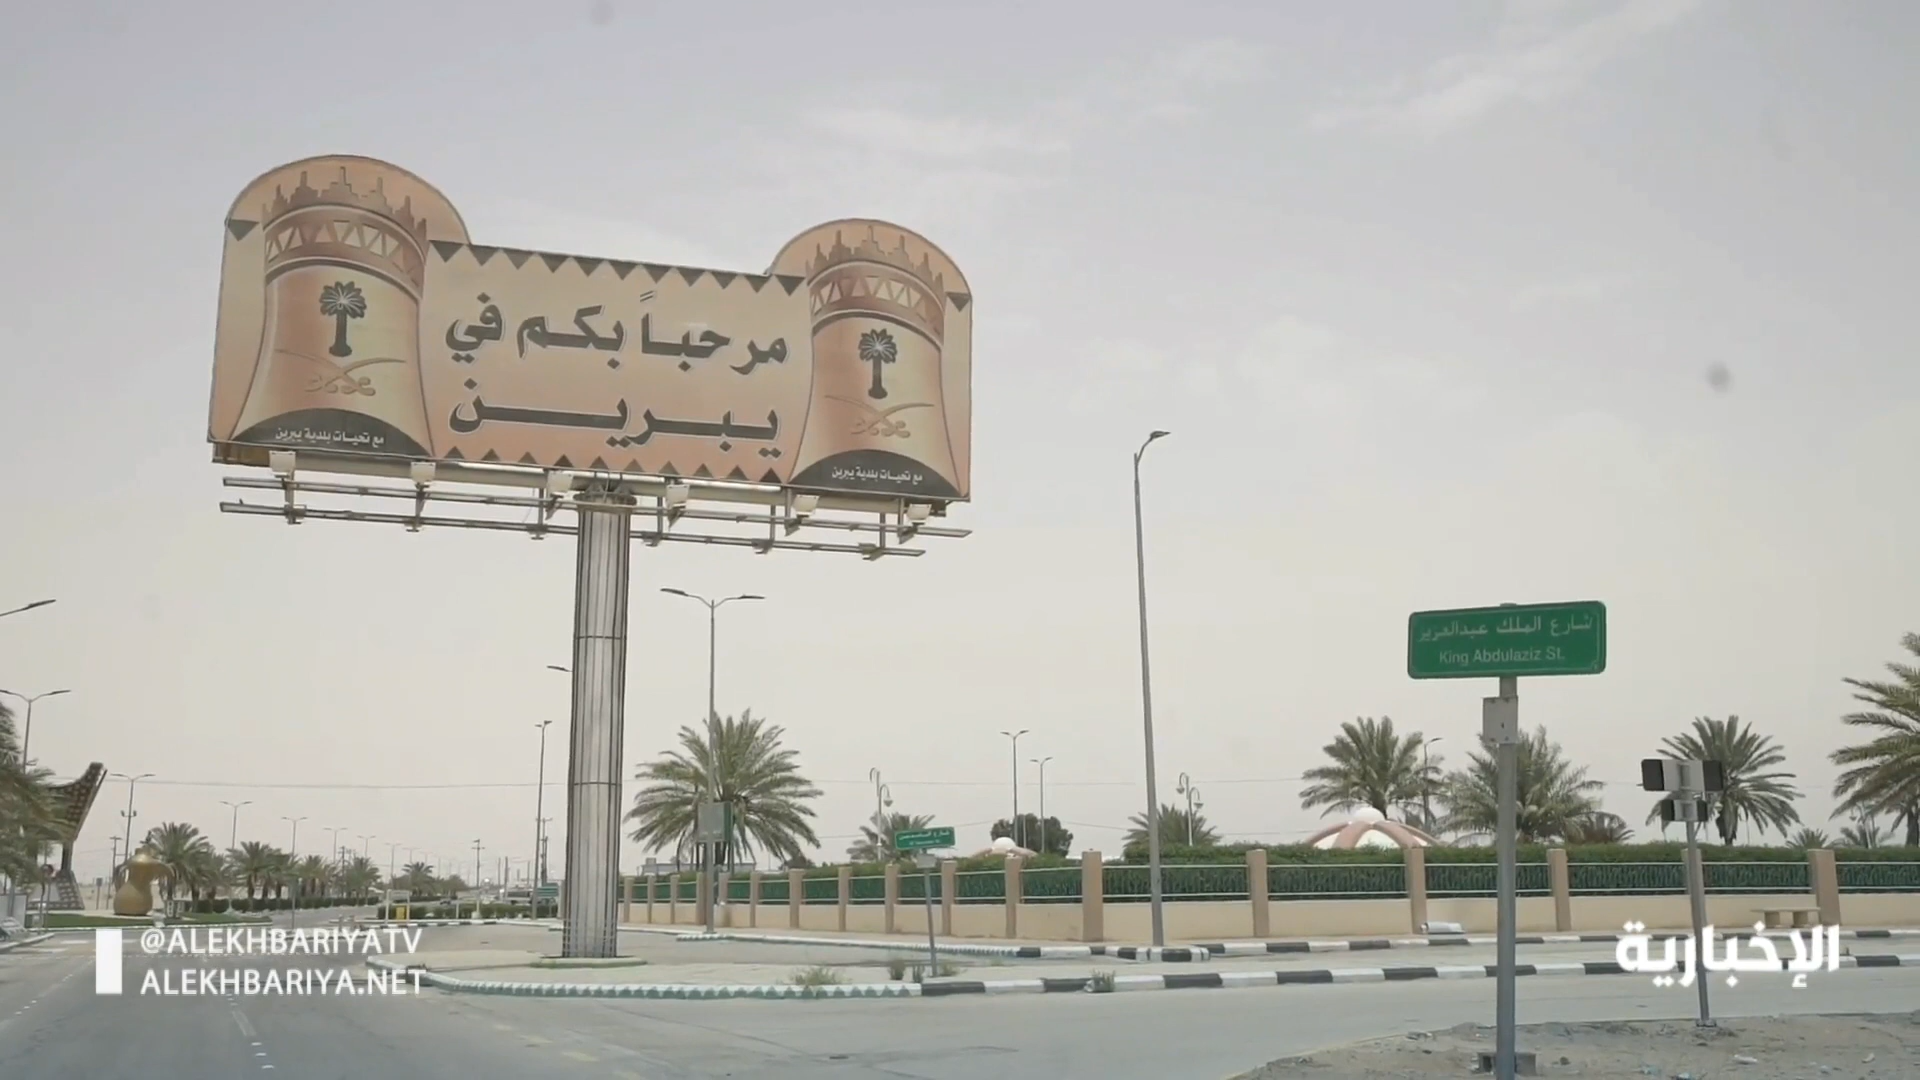 مرحباً بكم في
يبرين
مع تحيات بلدية يبرين
مع تحيات بلدية يبرين
شارع الملك عبدالعزيز
King Abdulaziz St.
@ALEKHBARIYATV
ALEKHBARIYA.NET
الإخبارية